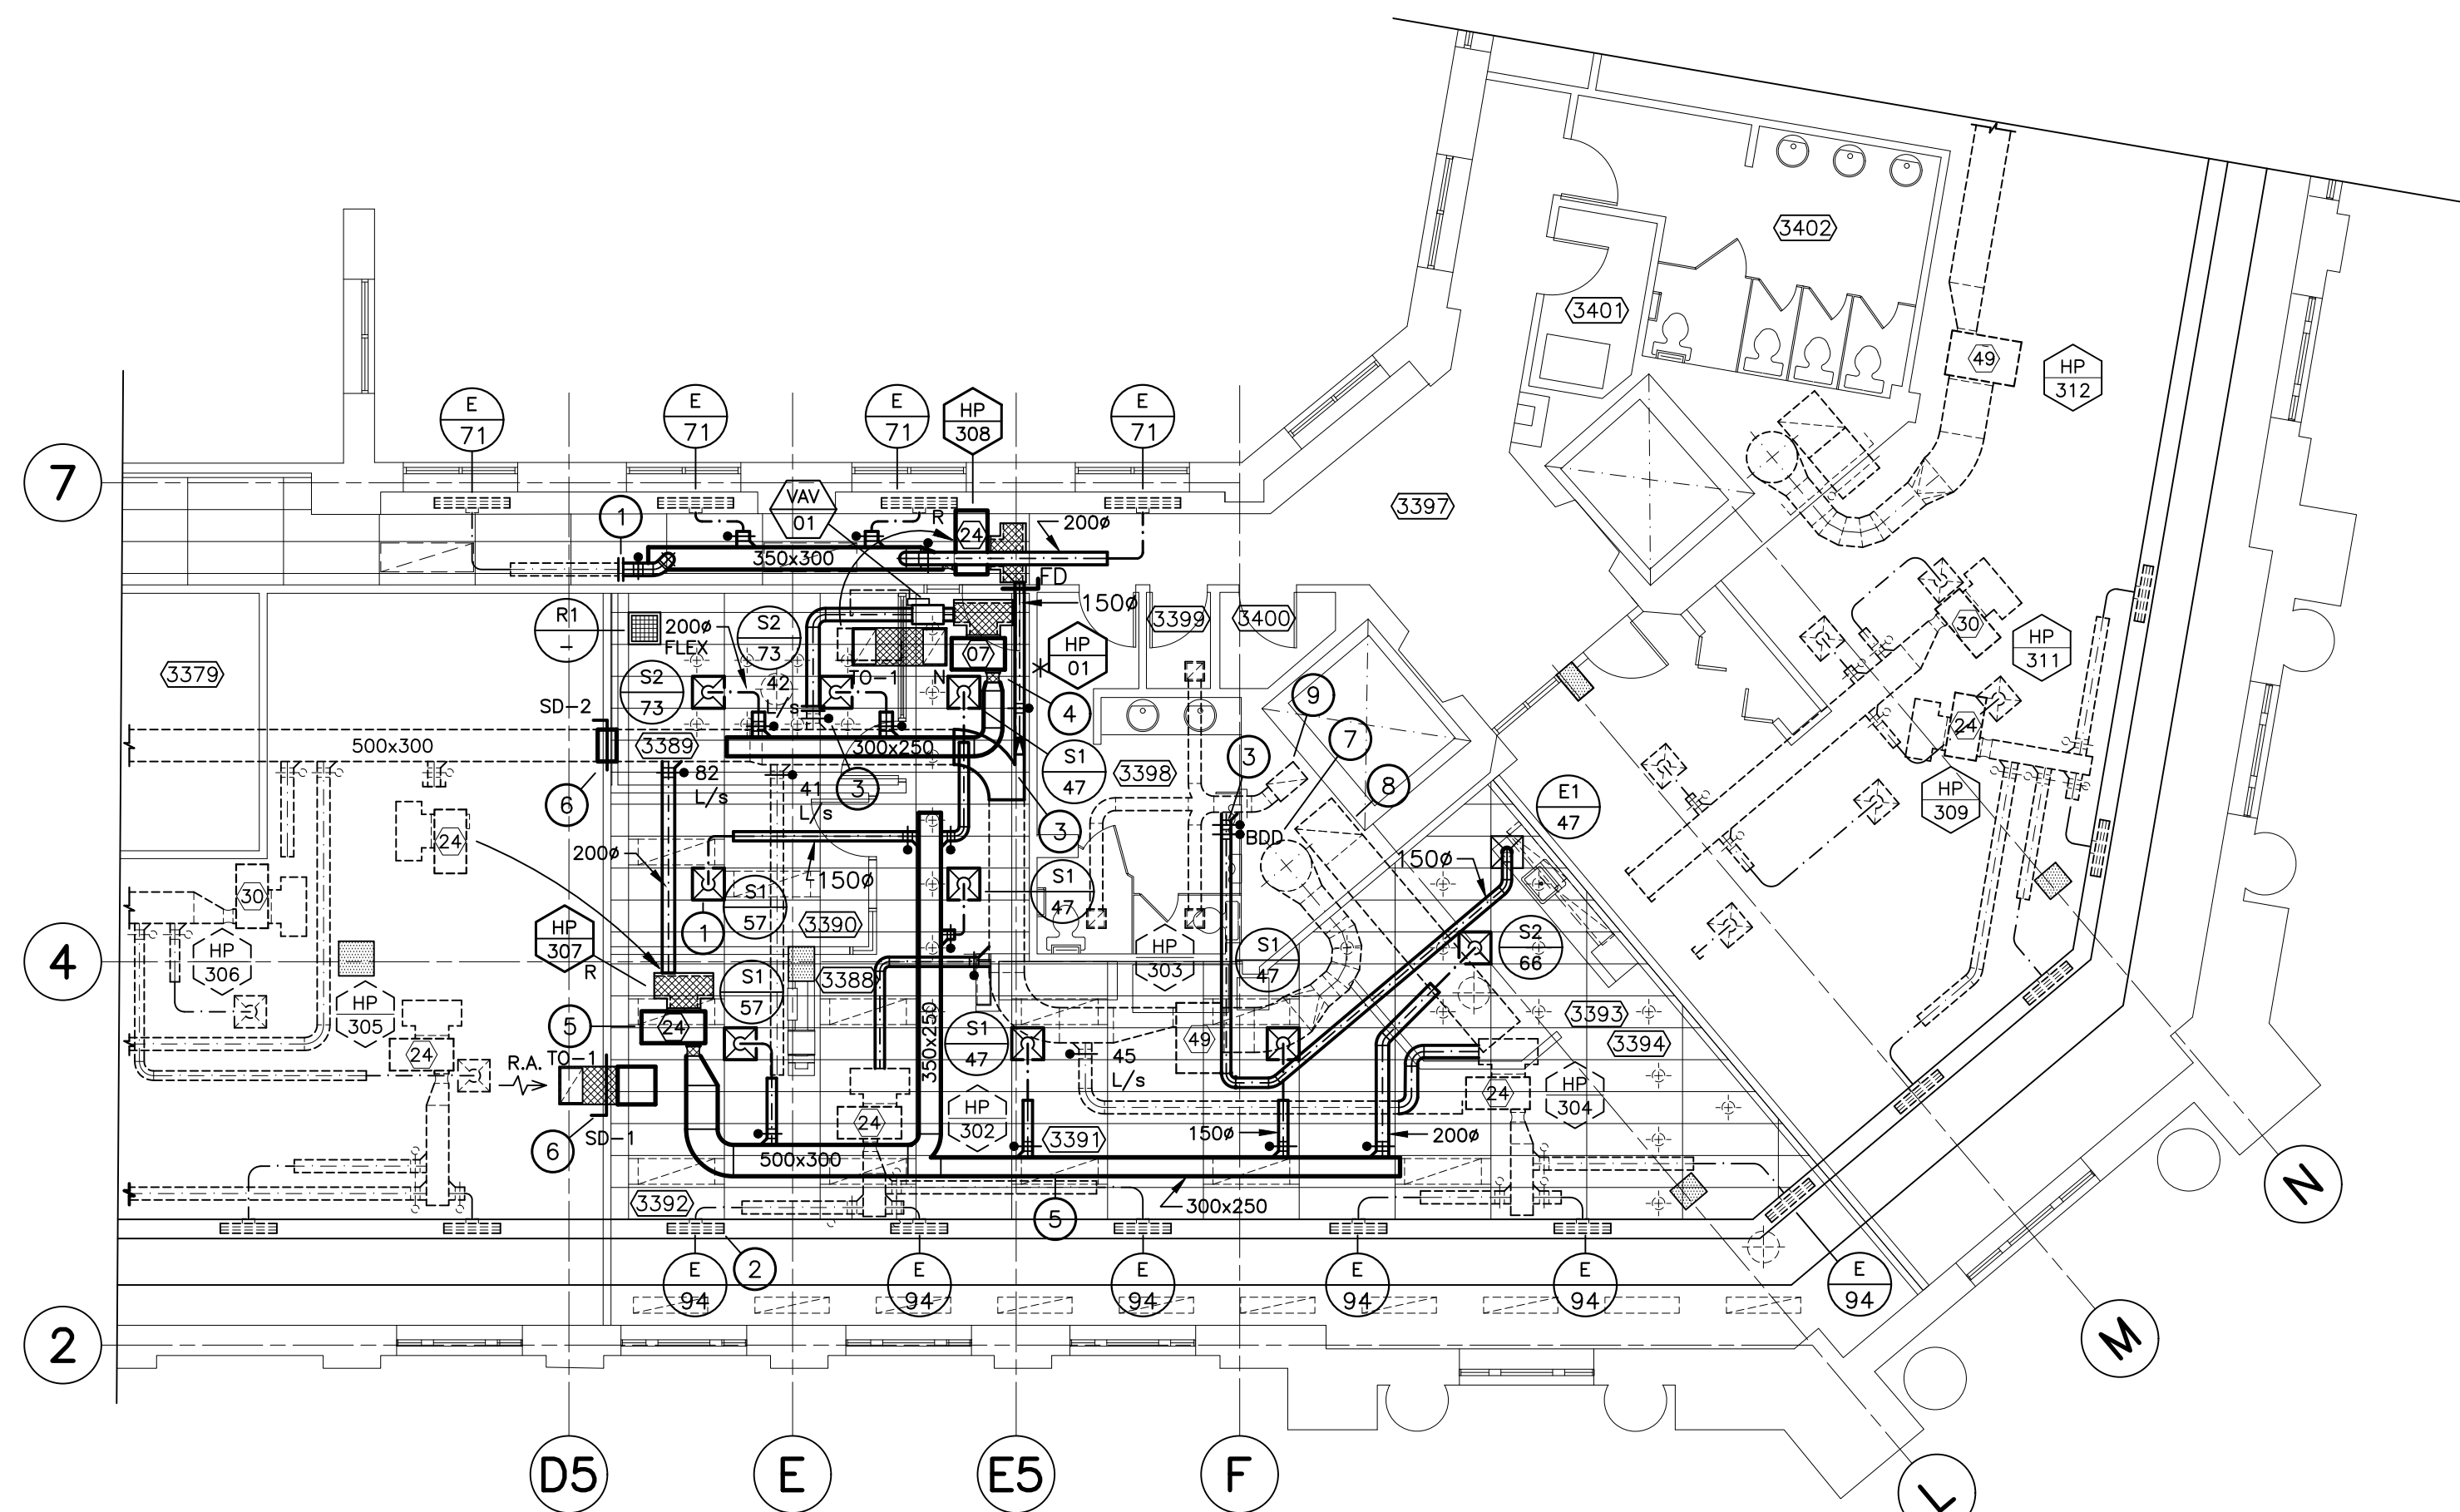 3402
3401
49
HP
312
E
71
E
71
E
71
HP
308
E
71
7
VAV
01
1
R
24
200ø
3397
350x300
FD
150ø
R1
-
200ø
FLEX
S2
73
3399
3400
30
HP
311
3379
07
HP
01
S2
73
42
L/s
TO-1
N
4
9
SD-2
500x300
3389
300x250
S1
47
3398
3
7
24
82
L/s
41
L/s
3
8
HP
309
6
3
E1
47
BDD
24
200ø
150ø
S1
47
150ø
30
S1
57
HP
307
3390
1
HP
306
4
HP
303
S1
47
S2
66
R
3388
S1
57
HP
305
5
24
350x250
S1
47
49
3393
3394
24
R.A.
TO-1
45
L/s
HP
304
24
24
HP
302
3391
150ø
200ø
6
SD-1
500x300
3392
5
300x250
2
E
94
E
94
E
94
E
94
E
94
E
94
2
N
M
L
D5
E
E5
F